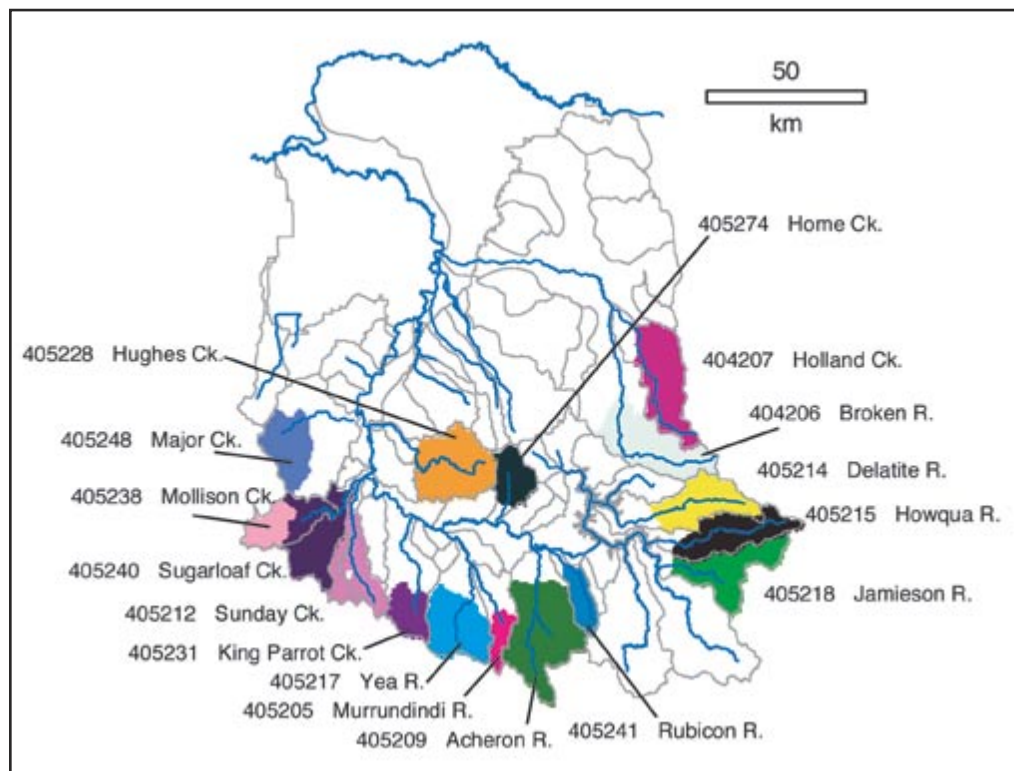 50
km
405274 Home Ck.
405228 Hughes Ck.
404207 Holland Ck.
404206 Broken R.
405248 Major Ck.
405214 Delatite R.
405238 Mollison Ck.
405215 Howqua R.
405240 Sugarloaf Ck.
405218 Jamieson R.
405212 Sunday Ck.
405231 King Parrot Ck.
405217 Yea R.
405205 Murrundindi R.
405241 Rubicon R.
405209 Acheron R.